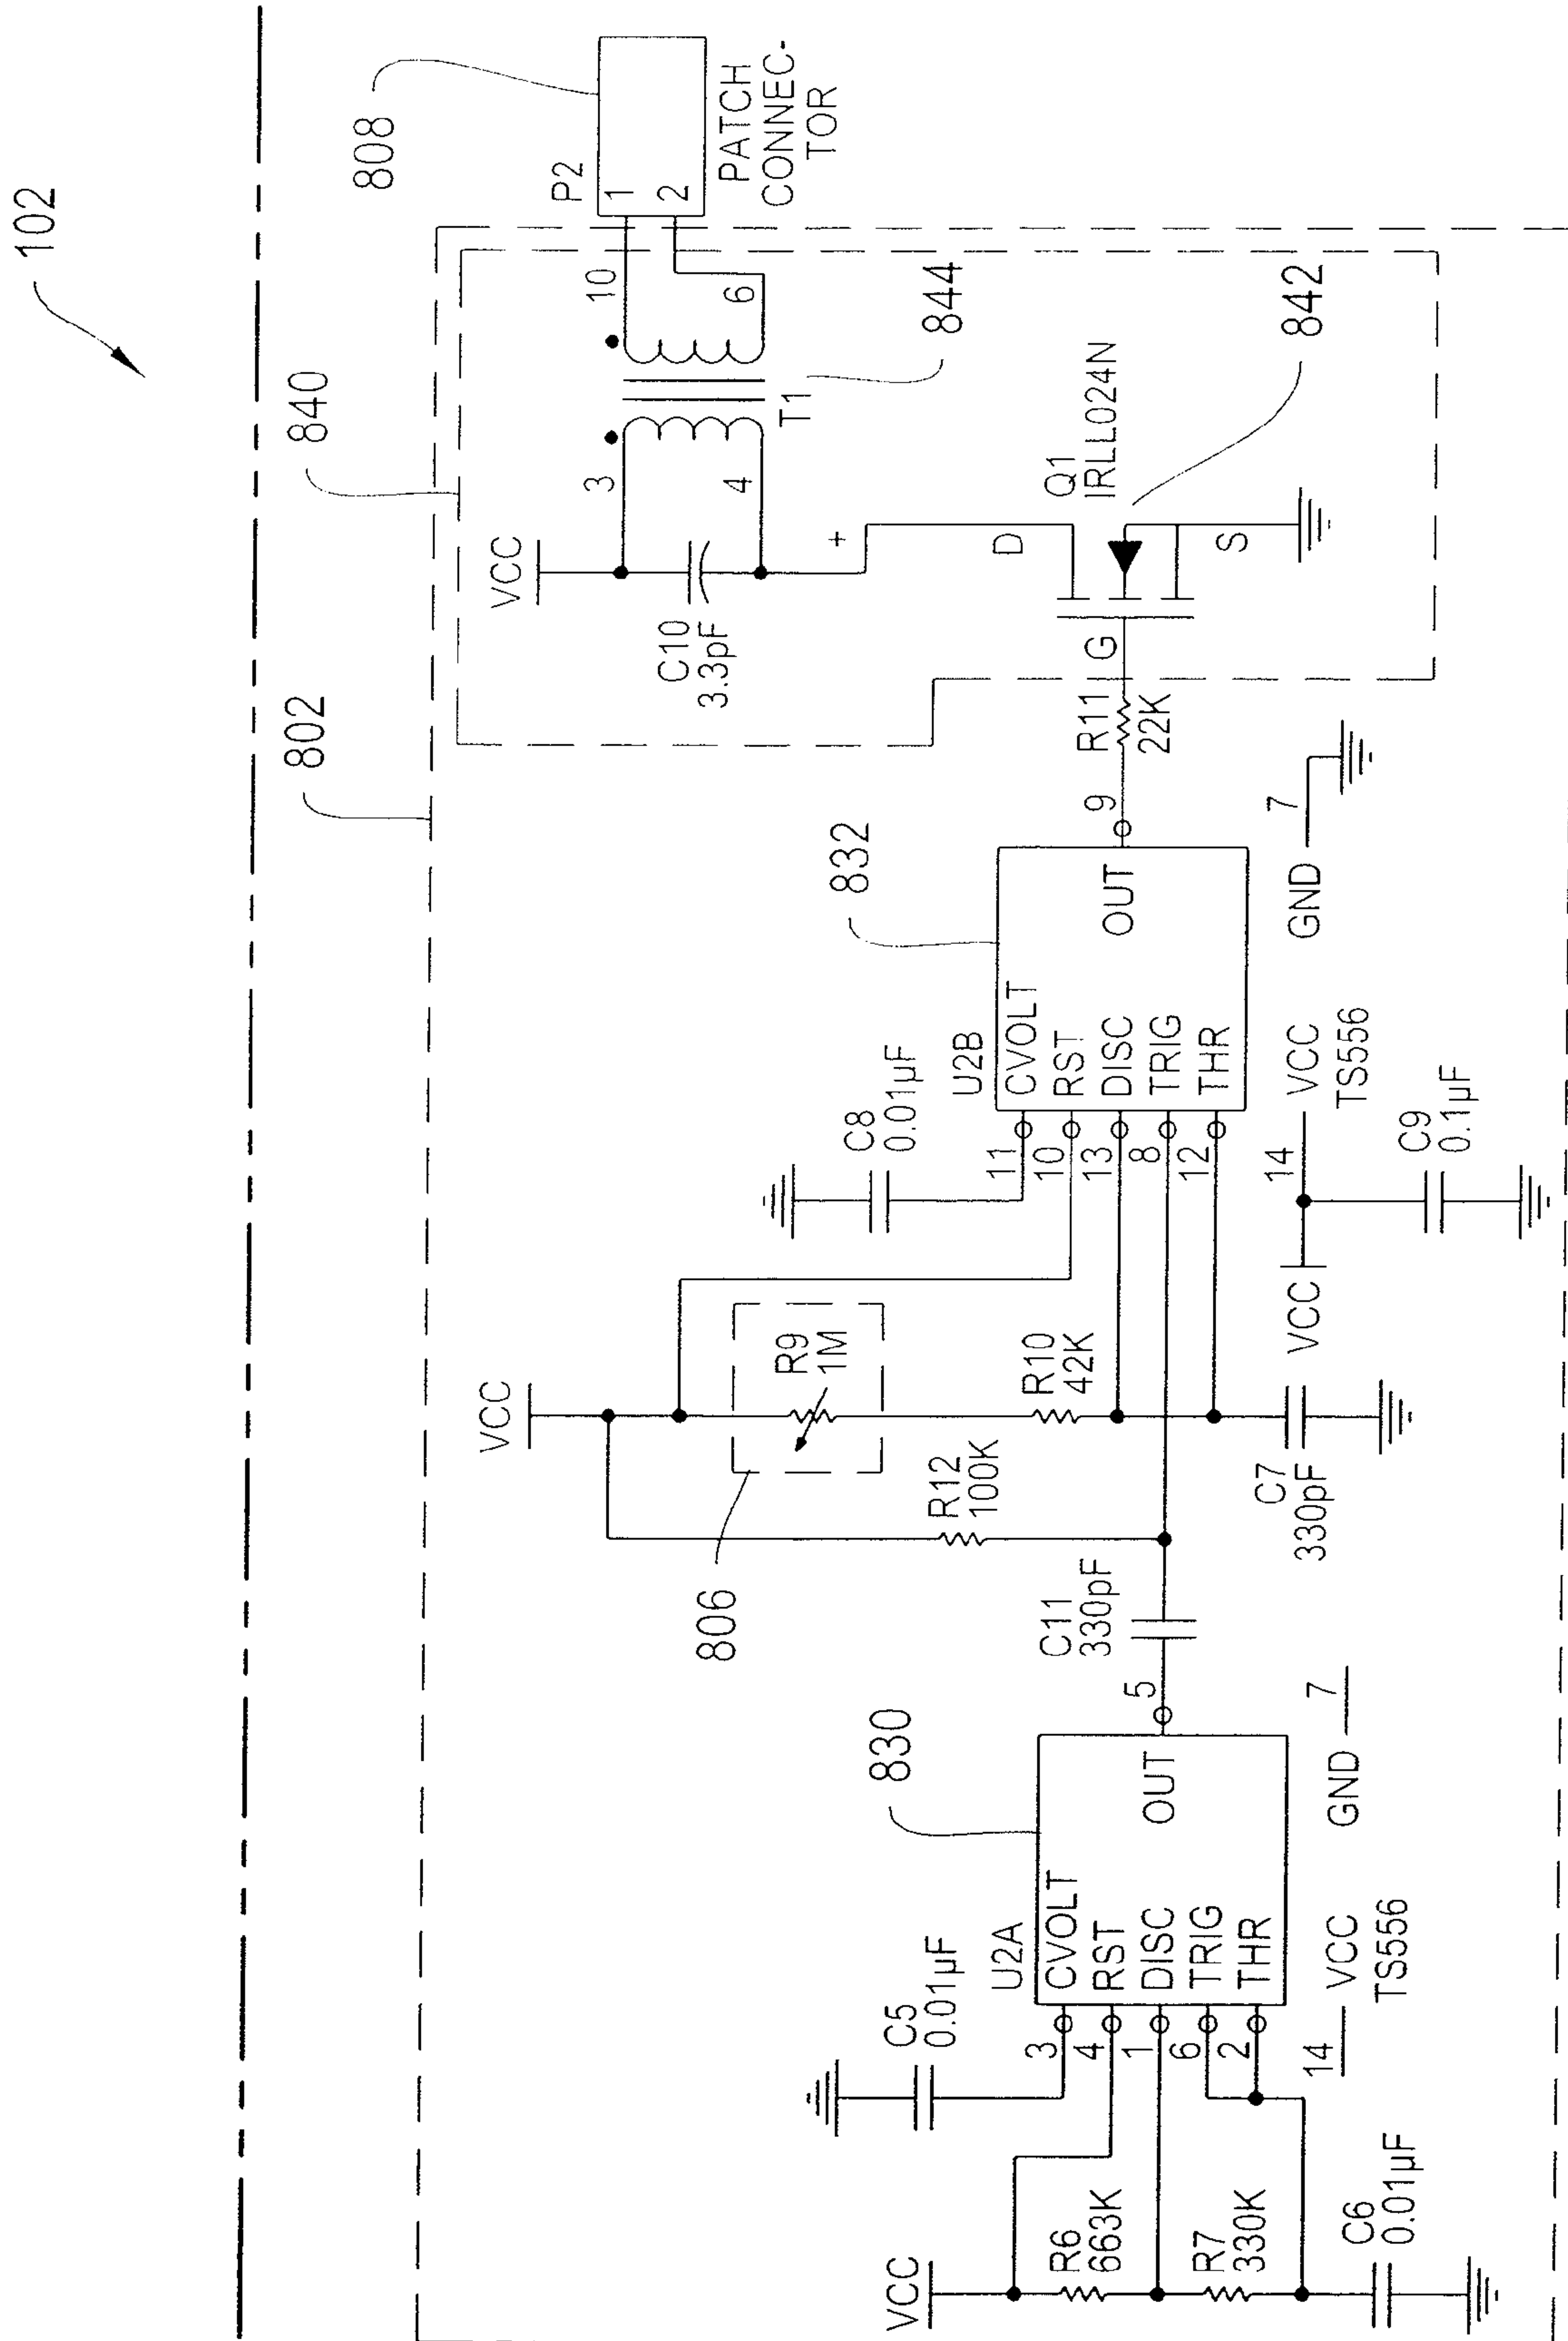 102
802
840
808
VCC
C10
3.3pF
3
4
+
T1
10
6
P2
1
2
PATCH
CONNEC-
TOR
844
D
G
S
Q1
IRLL024N
842
VCC
806
R9
1M
R12
100K
R10
42K
C8
0.01µF
832
U2B
CVOLT
RST
DISC
TRIG
THR
OUT
11
10
13
8
12
9
R11
22K
C11
330pF
C7
330pF
VCC
14
VCC
TS556
GND
7
C9
0.1µF
830
C5
0.01µF
U2A
CVOLT
RST
DISC
TRIG
THR
OUT
3
4
1
6
2
5
VCC
R6
663K
R7
330K
C6
0.01µF
14
VCC
TS556
GND
7